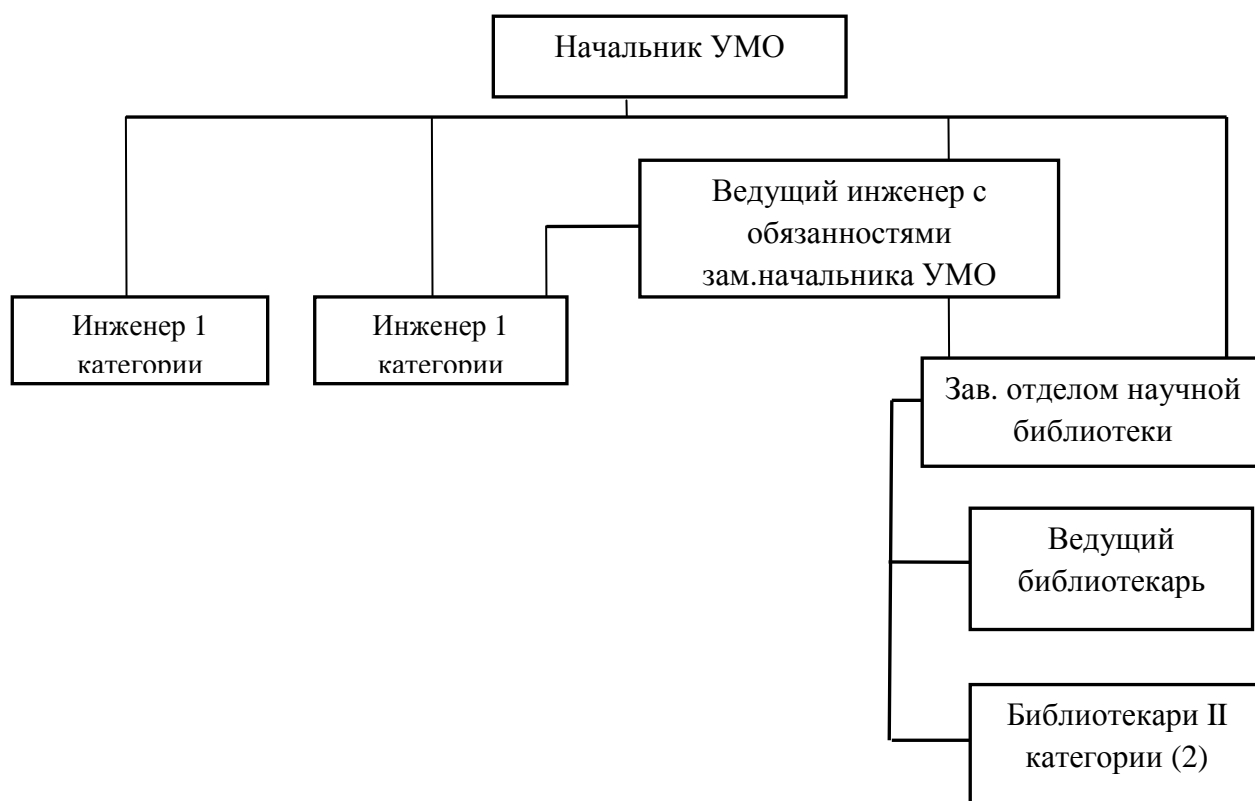 Начальник УМО
Ведущий инженер с
обязанностями
зам.начальника УМО
Инженер 1
категории
Инженер 1
категории
Зав. отделом научной
библиотеки
Ведущий
библиотекарь
Библиотекари II
категории (2)